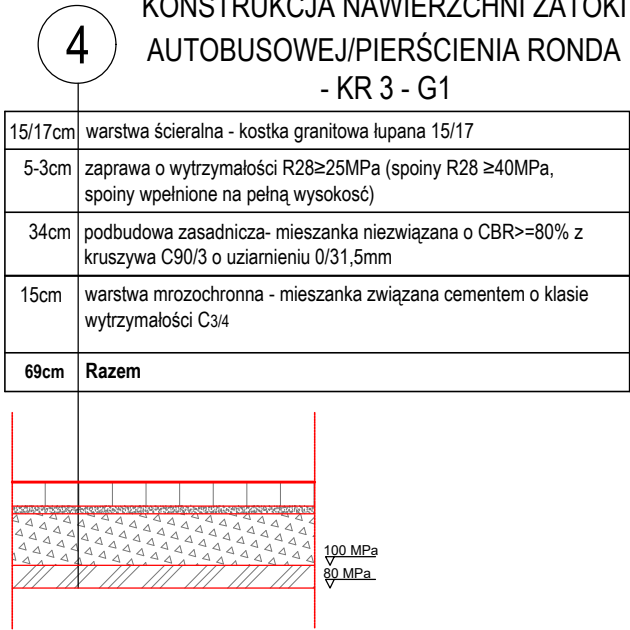 KONSTRUKCJA NAWIERZCHNI ZATOKI
4
AUTOBUSOWEJ/PIERŚCIENIA RONDA
- KR 3 - G1
15/17cm warstwa ścieralna - kostka granitowa łupana 15/17
5-3cm zaprawa o wytrzymałości R28≥25MPa (spoiny R28 ≥40MPa,
spoiny wpełnione na pełną wysokosć)
34cm podbudowa zasadnicza- mieszanka niezwiązana o CBR>=80% z
kruszywa C90/3 o uziarnieniu 0/31,5mm
15cm warstwa mrozochronna - mieszanka związana cementem o klasie
wytrzymałości C3/4
69cm Razem
100 MPa
80 MPa